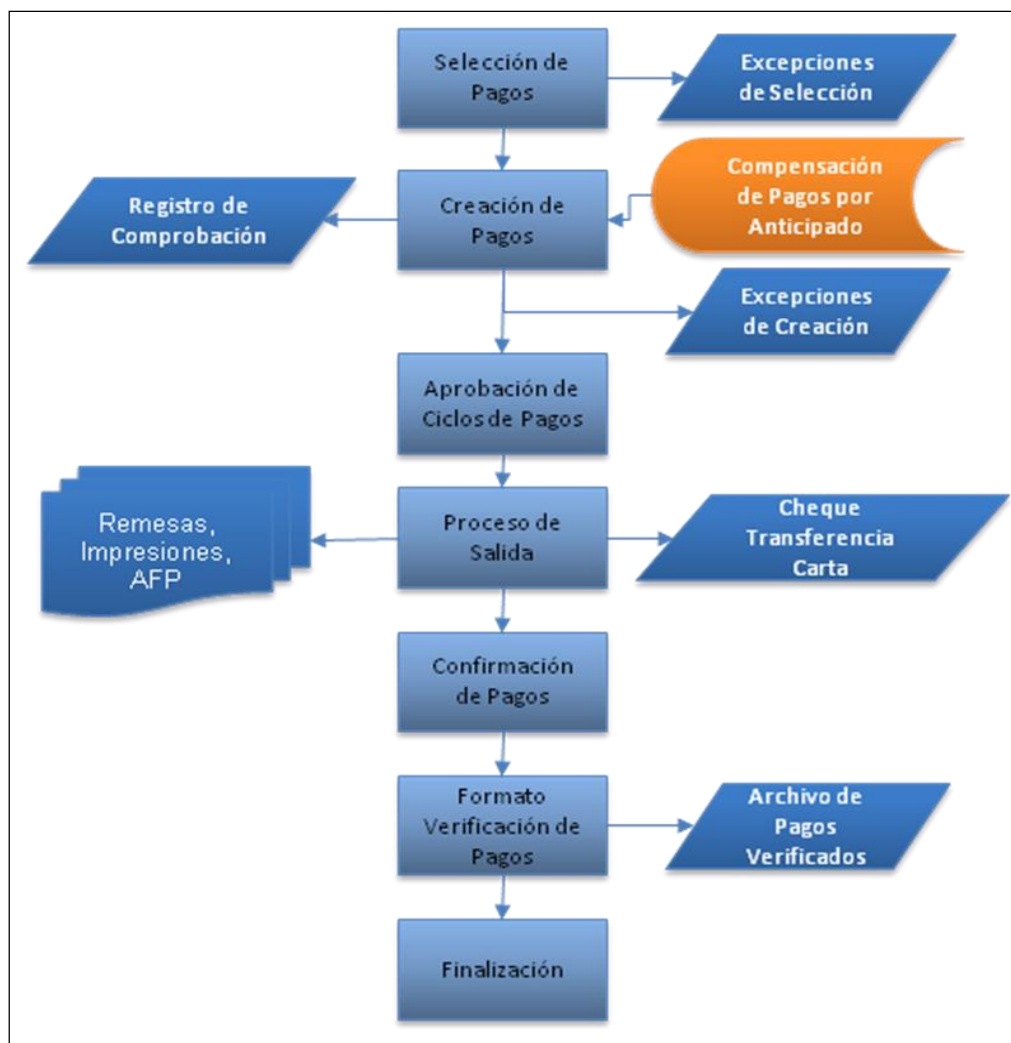 Selección de
Pagos
Excepciones
de Selección
Compensación
de Pagos por
Anticipado
Registro de
Comprobación
Creación de
Pagos
Excepciones
de Creación
Aprobación de
Ciclos de Pagos
Remesas,
Impresiones,
AFP
Proceso de
Salida
Cheque
Transferencia
Carta
Confirmación
de Pagos
Formato
Verificación de
Pagos
Archivo de
Pagos
Verificados
Finalización